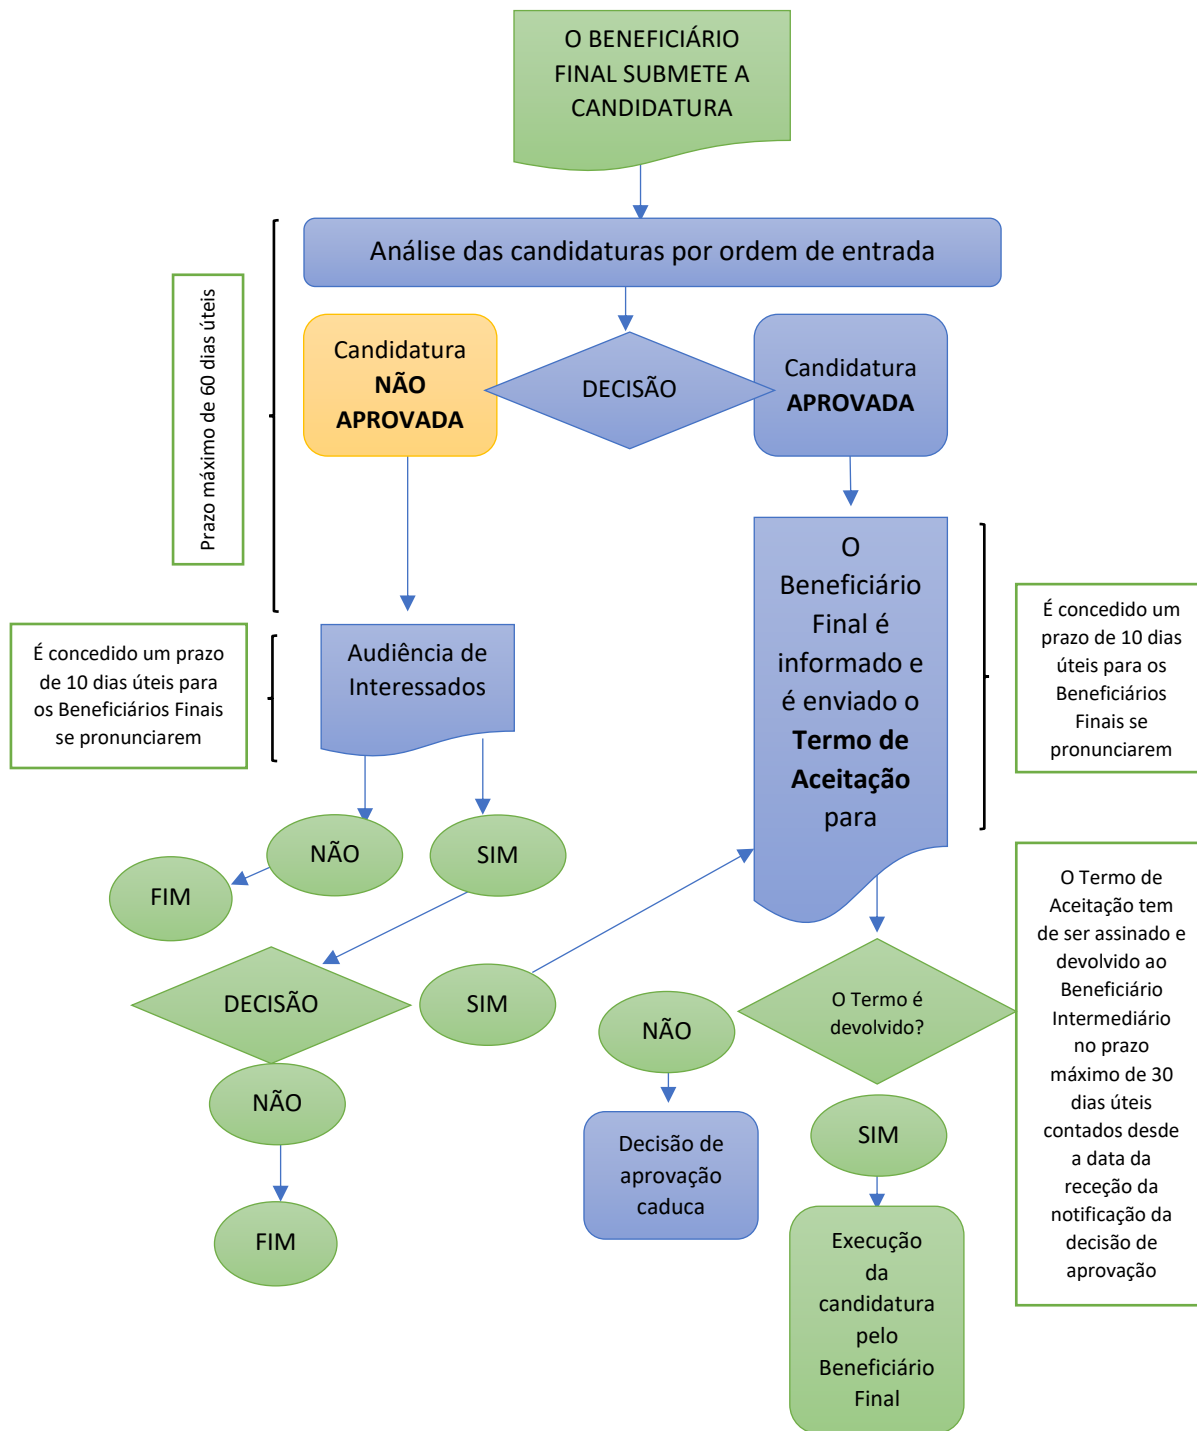 O BENEFICIÁRIO
FINAL SUBMETE A
CANDIDATURA
Análise das candidaturas por ordem de entrada
Prazo máximo de 60 dias úteis
Candidatura
NÃO
APROVADA
DECISÃO
Candidatura
APROVADA
O
Beneficiário
Final é
informado e
é enviado o
Termo de
Aceitação
para
É concedido um
prazo de 10 dias
úteis para os
Beneficiários
Finais se
pronunciarem
É concedido um prazo
de 10 dias úteis para
os Beneficiários Finais
se pronunciarem
Audiência de
Interessados
NÃO
SIM
FIM
DECISÃO
SIM
NÃO
O Termo é
devolvido?
O Termo de
Aceitação tem
de ser assinado e
devolvido ao
Beneficiário
Intermediário
no prazo
máximo de 30
dias úteis
contados desde
a data da
receção da
notificação da
decisão de
aprovação
NÃO
SIM
Decisão de
aprovação
caduca
FIM
Execução
da
candidatura
pelo
Beneficiário
Final